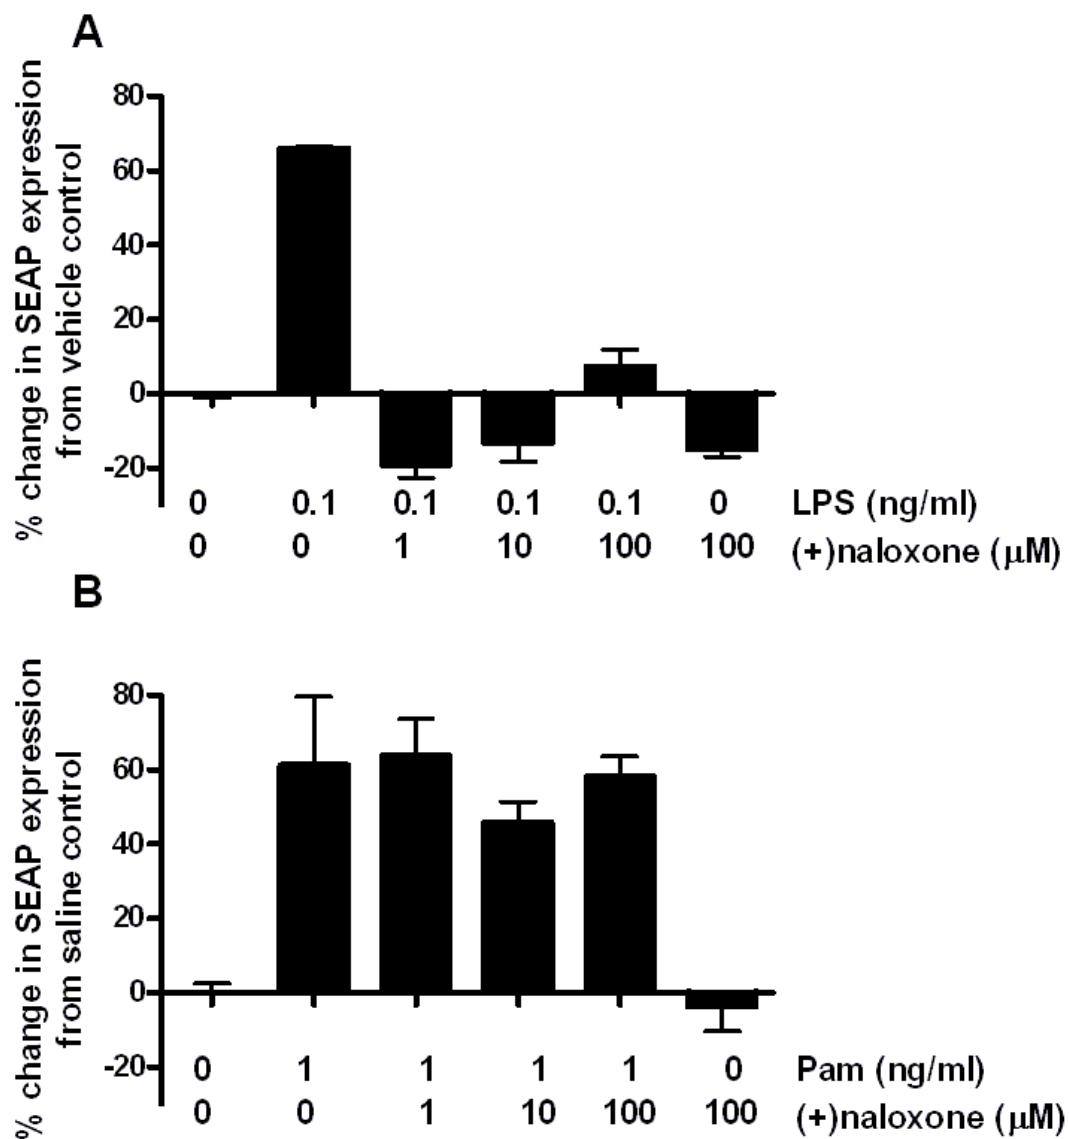 A
% change in SEAP expression
from vehicle control
80
60
40
20
0
-20
0 0.1 0.1 0.1 0.1 0 LPS (ng/ml)
0 0 1 10 100 100 (+)naloxone (μM)
B
% change in SEAP expression
from saline control
80
60
40
20
0
-20
0 1 1 1 1 0 Pam (ng/ml)
0 0 1 10 100 100 (+)naloxone (μM)